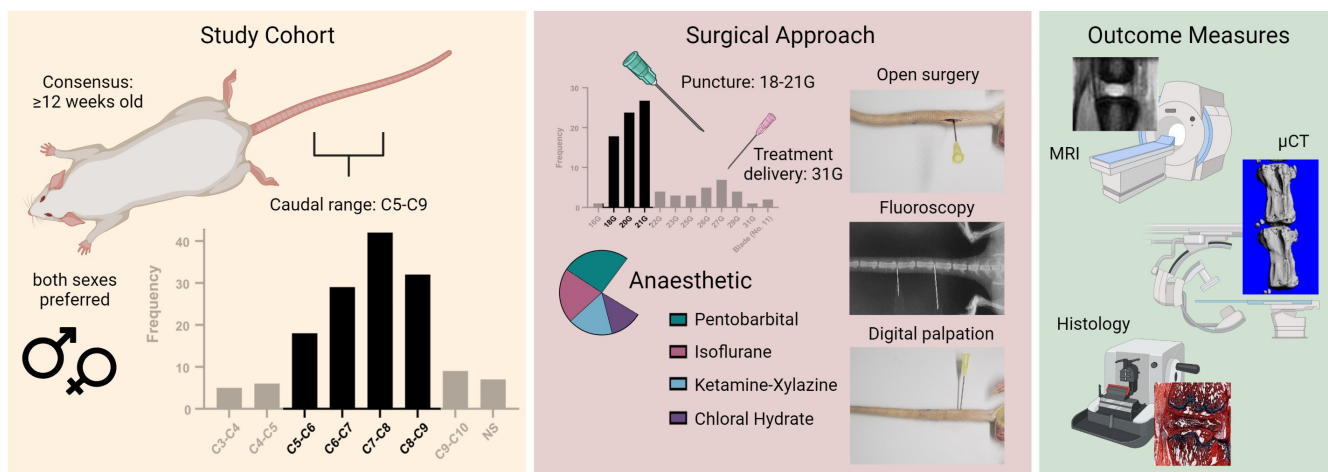 Study Cohort
Consensus:
≥12 weeks old
Caudal range: C5-C9
both sexes
preferred
Frequency
40
30
20
10
0
C3-C4
C4-C5
C5-C6
C6-C7
C7-C8
C8-C9
C9-C10
NS
Surgical Approach
Puncture: 18-21G
Frequency
30
20
10
0
16G
18G
20G
21G
22G
23G
25G
26G
27G
29G
31G
Blade (No. 11)
Treatment
delivery: 31G
Anaesthetic
Pentobarbital
Isoflurane
Ketamine-Xylazine
Chloral Hydrate
Open surgery
Fluoroscopy
Digital palpation
Outcome Measures
MRI
µCT
Histology